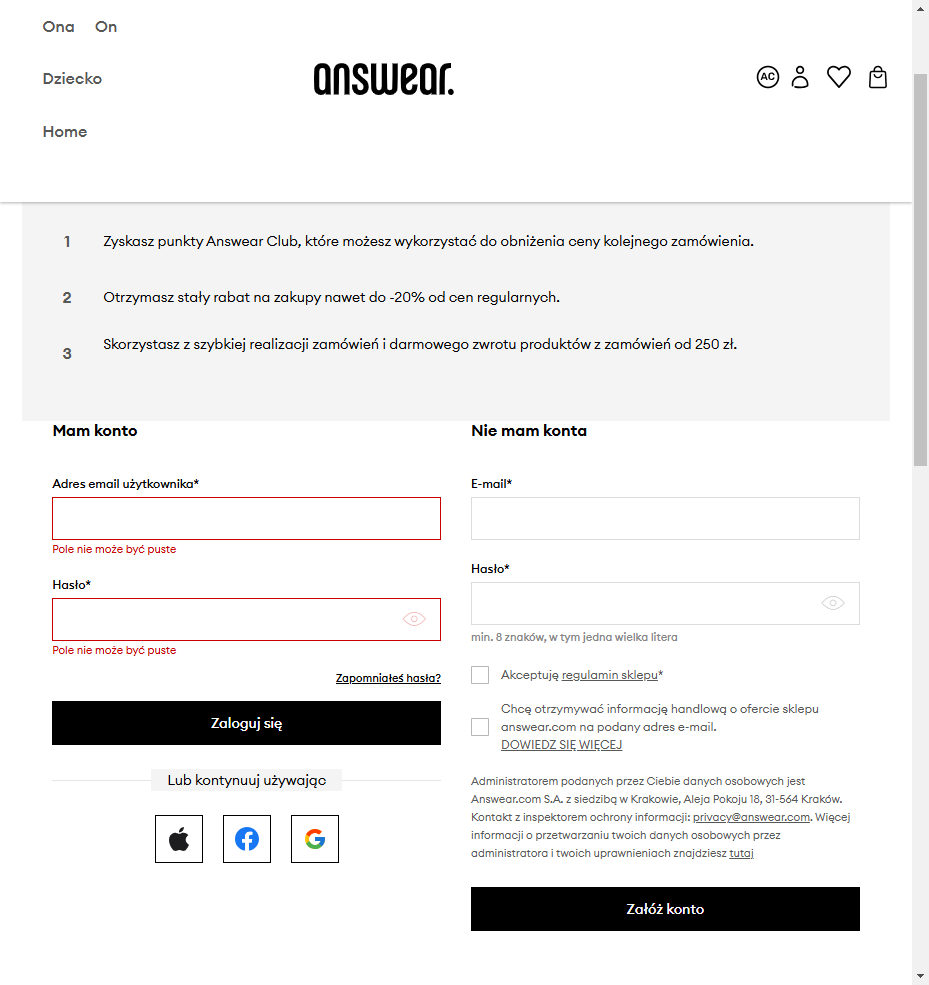 Ona On
Dziecko
answear.
AC
Home
1 Zyskasz punkty Answear Club, które możesz wykorzystać do obniżenia ceny kolejnego zamówienia.
2 Otrzymasz stały rabat na zakupy nawet do -20% od cen regularnych.
3 Skorzystasz z szybkiej realizacji zamówień i darmowego zwrotu produktów z zamówień od 250 zł.
Mam konto
Adres email użytkownika*
Pole nie może być puste
Hasło*
Pole nie może być puste
Zapomniałeś hasła?
Zaloguj się
Lub kontynuuj używając
Nie mam konta
E-mail*
Hasło*
min. 8 znaków, w tym jedna wielka litera
Akceptuję regulamin sklepu*
Chcę otrzymywać informację handlową o ofercie sklepu
answear.com na podany adres e-mail.
DOWIEDZ SIĘ WIĘCEJ
Administratorem podanych przez Ciebie danych osobowych jest
Answear.com S.A. z siedzibą w Krakowie, Aleja Pokoju 18, 31-564 Kraków.
Kontakt z inspektorem ochrony informacji: privacy@answear.com. Więcej
informacji o przetwarzaniu twoich danych osobowych przez
administratora i twoich uprawnieniach znajdziesz tutaj
Załóż konto